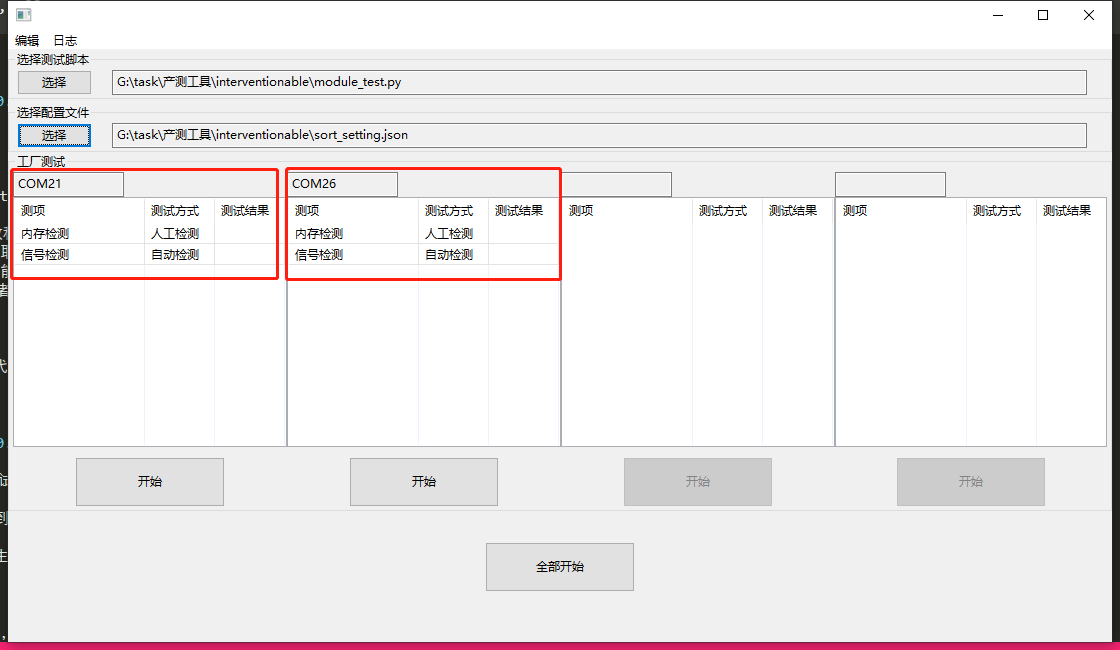 编辑 日志
选择测试脚本
选择 G:\task\产测工具\interventionable\module_test.py
选择配置文件
选择 G:\task\产测工具\interventionable\sort_setting.json
工厂测试
COM21 COM26
测项 测试方式 测试结果 测项 测试方式 测试结果 测项 测试方式 测试结果 测项 测试方式 测试结果
内存检测 人工检测 内存检测 人工检测
信号检测 自动检测 信号检测 自动检测
开始 开始 开始 开始
全部开始